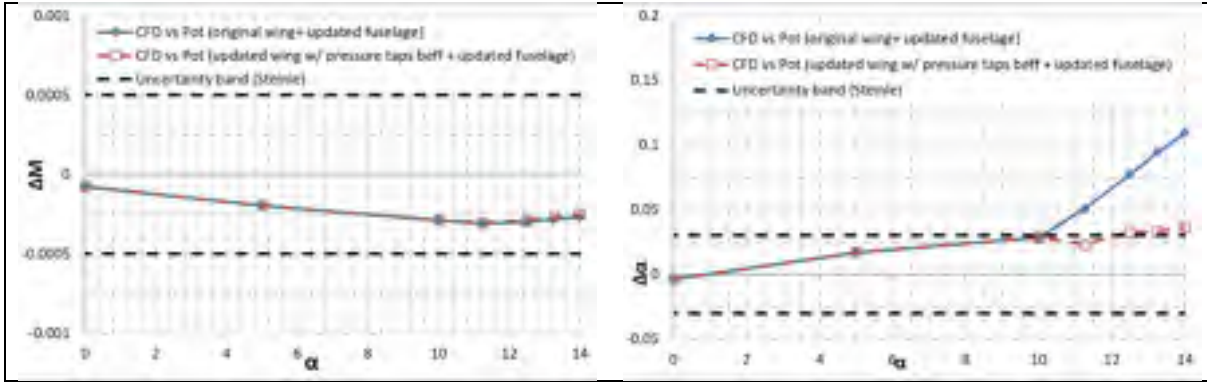 0.001
CFD vs Pot (original wing+ updated fuselage)
CFD vs Pot (updated wing w/ pressure taps beff + updated fuselage)
Uncertainty band (Steinle)
0.0005
0
-0.0005
-0.001
ΔM
0 2 4 6 8 10 12 14
α
0.2
CFD vs Pot (original wing+ updated fuselage)
CFD vs Pot (updated wing w/ pressure taps beff + updated fuselage)
Uncertainty band (Steinle)
0.15
0.1
0.05
0
-0.05
Δα
0 2 4 6 8 10 12 14
α